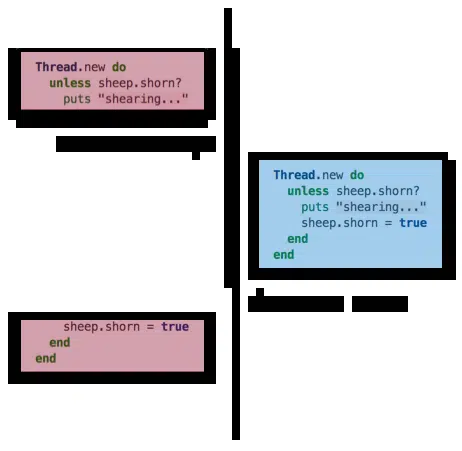 Thread.new do
unless sheep.shorn?
puts "shearing..."
Thread.new do
unless sheep.shorn?
puts "shearing..."
sheep.shorn = true
end
end
sheep.shorn = true
end
end